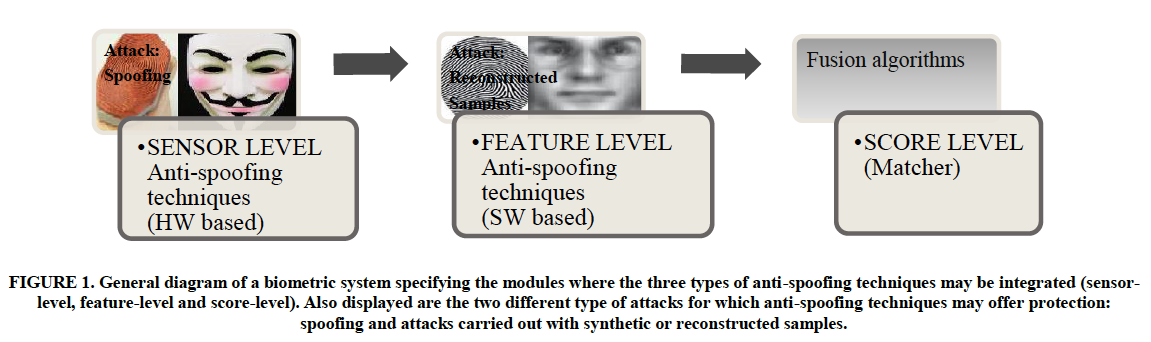 Attack:
Spoofing
Attack:
Reconstructed
Samples
Fusion algorithms
•SENSOR LEVEL
Anti-spoofing
techniques
(HW based)
•FEATURE LEVEL
Anti-spoofing
techniques
(SW based)
•SCORE LEVEL
(Matcher)
FIGURE 1. General diagram of a biometric system specifying the modules where the three types of anti-spoofing techniques may be integrated (sensor-
level, feature-level and score-level). Also displayed are the two different type of attacks for which anti-spoofing techniques may offer protection:
spoofing and attacks carried out with synthetic or reconstructed samples.